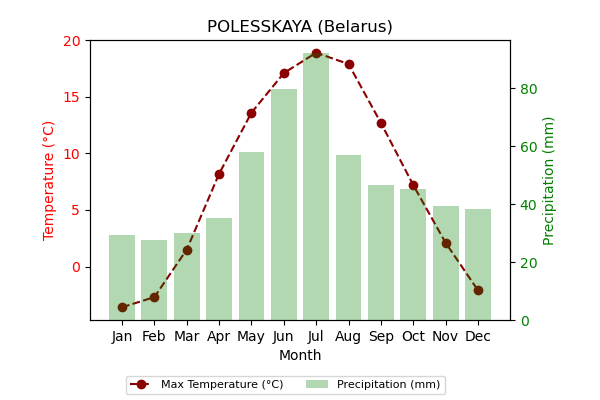 POLESSKAYA (Belarus)
20
15
10
5
0
Temperature (°C)
80
60
40
20
0
Precipitation (mm)
Jan Feb Mar Apr May Jun Jul Aug Sep Oct Nov Dec
Month
Max Temperature (°C) Precipitation (mm)